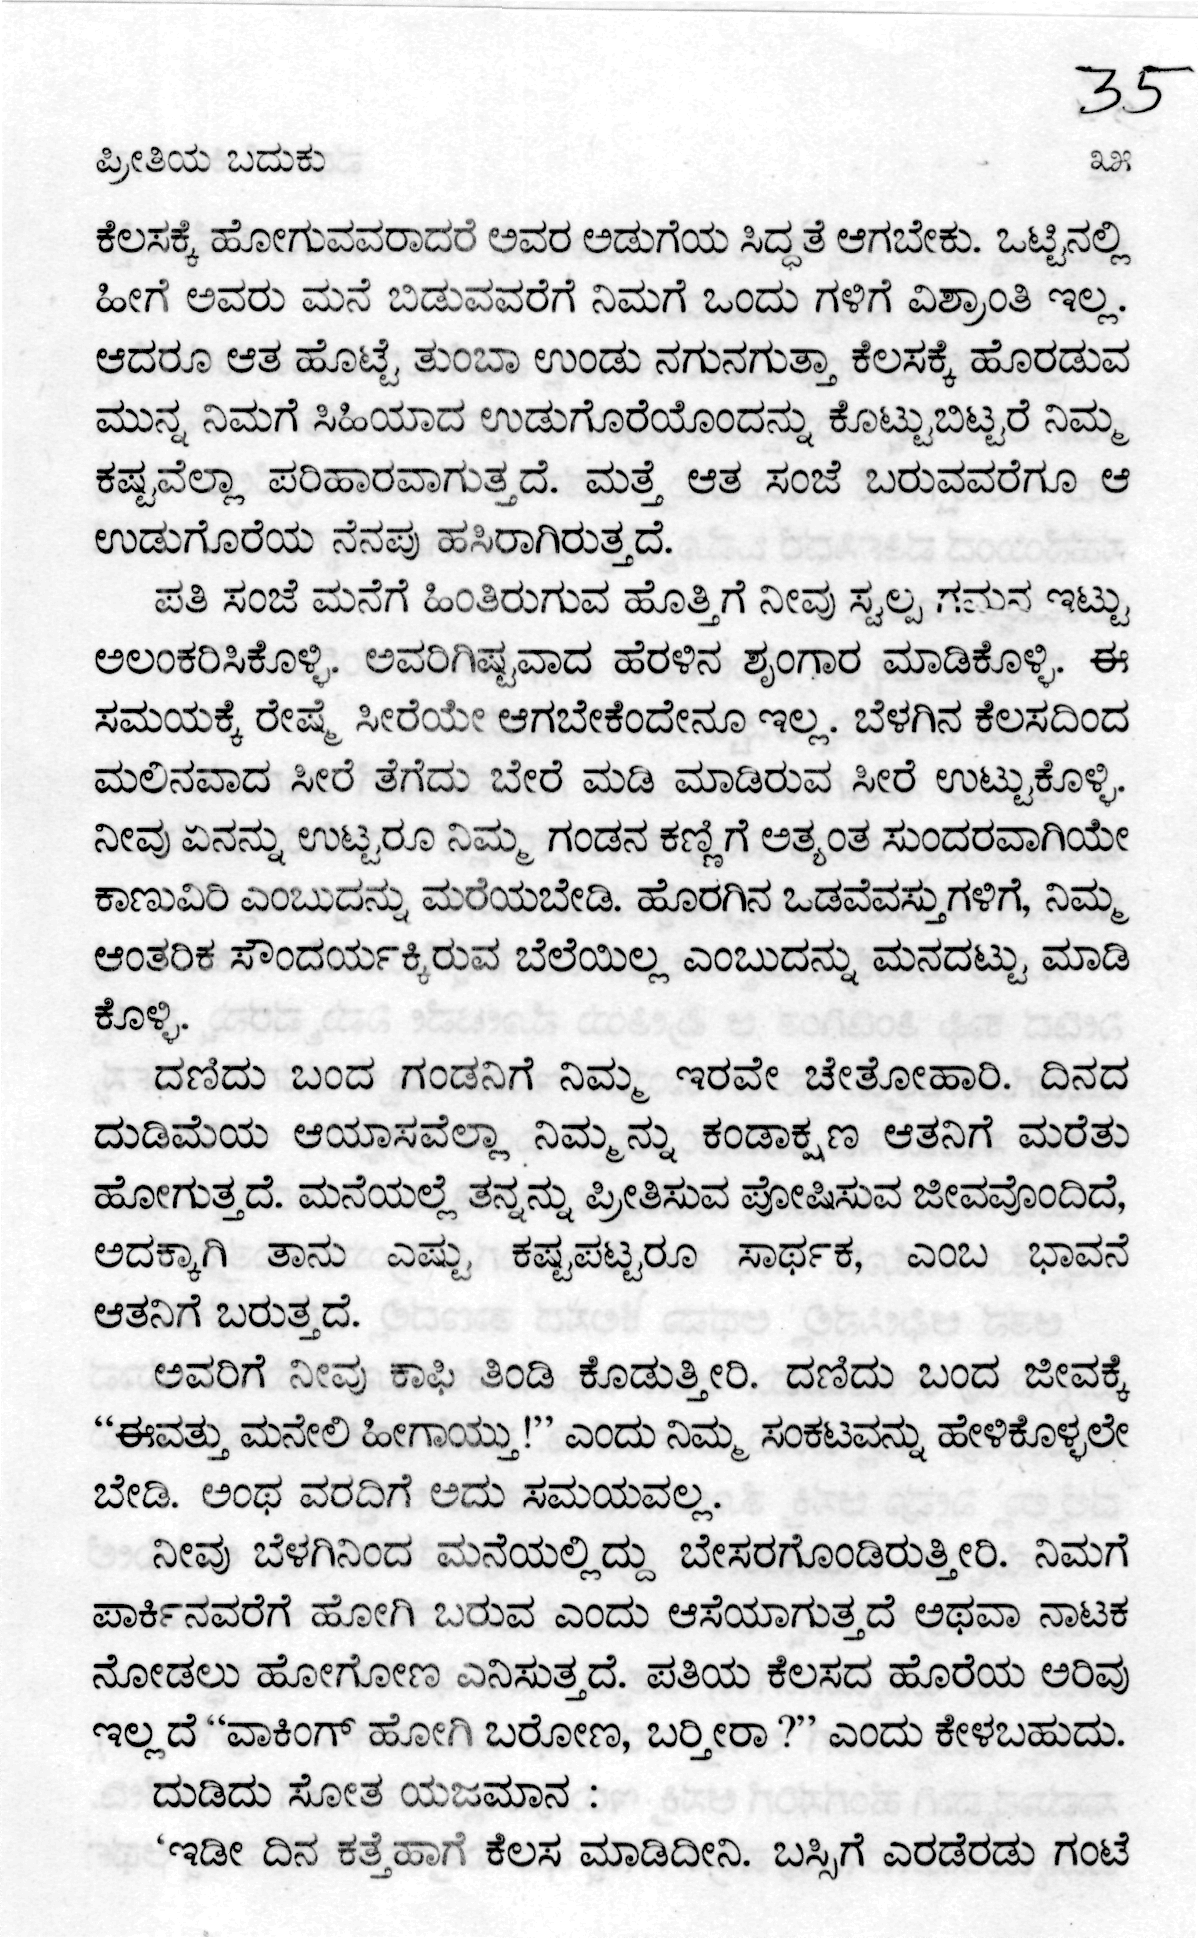 35
ಪ್ರೀತಿಯ ಬದುಕು ೩೫
ಕೆಲಸಕ್ಕೆ ಹೋಗುವವರಾದರೆ ಅವರ ಅಡುಗೆಯ ಸಿದ್ಧತೆ ಆಗಬೇಕು. ಒಟ್ಟಿನಲ್ಲಿ
ಹೀಗೆ ಅವರು ಮನೆ ಬಿಡುವವರೆಗೆ ನಿಮಗೆ ಒಂದು ಗಳಿಗೆ ವಿಶ್ರಾಂತಿ ಇಲ್ಲ.
ಆದರೂ ಆತ ಹೊಟ್ಟೆ ತುಂಬಾ ಉಂಡು ನಗುನಗುತ್ತಾ ಕೆಲಸಕ್ಕೆ ಹೊರಡುವ
ಮುನ್ನ ನಿಮಗೆ ಸಿಹಿಯಾದ ಉಡುಗೊರೆಯೊಂದನ್ನು ಕೊಟ್ಟುಬಿಟ್ಟರೆ ನಿಮ್ಮ
ಕಷ್ಟವೆಲ್ಲಾ ಪರಿಹಾರವಾಗುತ್ತದೆ. ಮತ್ತೆ ಆತ ಸಂಜೆ ಬರುವವರೆಗೂ ಆ
ಉಡುಗೊರೆಯ ನೆನಪು ಹಸಿರಾಗಿರುತ್ತದೆ.
ಪತಿ ಸಂಜೆ ಮನೆಗೆ ಹಿಂತಿರುಗುವ ಹೊತ್ತಿಗೆ ನೀವು ಸ್ವಲ್ಪ ಗಮನ ಇಟ್ಟು
ಅಲಂಕರಿಸಿಕೊಳ್ಳಿ. ಅವರಿಗಿಷ್ಟವಾದ ಹೆರಳಿನ ಶೃಂಗಾರ ಮಾಡಿಕೊಳ್ಳಿ. ಈ
ಸಮಯಕ್ಕೆ ರೇಷ್ಮೆ ಸೀರೆಯೇ ಆಗಬೇಕೆಂದೇನೂ ಇಲ್ಲ. ಬೆಳಗಿನ ಕೆಲಸದಿಂದ
ಮಲಿನವಾದ ಸೀರೆ ತೆಗೆದು ಬೇರೆ ಮಡಿ ಮಾಡಿರುವ ಸೀರೆ ಉಟ್ಟುಕೊಳ್ಳಿ.
ನೀವು ಏನನ್ನು ಉಟ್ಟರೂ ನಿಮ್ಮ ಗಂಡನ ಕಣ್ಣಿಗೆ ಅತ್ಯಂತ ಸುಂದರವಾಗಿಯೇ
ಕಾಣುವಿರಿ ಎಂಬುದನ್ನು ಮರೆಯಬೇಡಿ. ಹೊರಗಿನ ಒಡವೆವಸ್ತುಗಳಿಗೆ, ನಿಮ್ಮ
ಆಂತರಿಕ ಸೌಂದರ್ಯಕ್ಕಿರುವ ಬೆಲೆಯಿಲ್ಲ ಎಂಬುದನ್ನು ಮನದಟ್ಟು ಮಾಡಿ
ಕೊಳ್ಳಿ.
ದಣಿದು ಬಂದ ಗಂಡನಿಗೆ ನಿಮ್ಮ ಇರವೇ ಚೇತೋಹಾರಿ. ದಿನದ
ದುಡಿಮೆಯ ಆಯಾಸವೆಲ್ಲಾ ನಿಮ್ಮನ್ನು ಕಂಡಾಕ್ಷಣ ಆತನಿಗೆ ಮರೆತು
ಹೋಗುತ್ತದೆ. ಮನೆಯಲ್ಲೆ ತನ್ನನ್ನು ಪ್ರೀತಿಸುವ ಪೋಷಿಸುವ ಜೀವವೊಂದಿದೆ,
ಅದಕ್ಕಾಗಿ ತಾನು ಎಷ್ಟು ಕಷ್ಟಪಟ್ಟರೂ ಸಾರ್ಥಕ, ಎಂಬ ಭಾವನೆ
ಆತನಿಗೆ ಬರುತ್ತದೆ.
ಅವರಿಗೆ ನೀವು ಕಾಫಿ ತಿಂಡಿ ಕೊಡುತ್ತೀರಿ. ದಣಿದು ಬಂದ ಜೀವಕ್ಕೆ
“ಈವತ್ತು ಮನೇಲಿ ಹೀಗಾಯ್ತು!” ಎಂದು ನಿಮ್ಮ ಸಂಕಟವನ್ನು ಹೇಳಿಕೊಳ್ಳಲೇ
ಬೇಡಿ. ಅಂಥ ವರದಿಗೆ ಅದು ಸಮಯವಲ್ಲ.
ನೀವು ಬೆಳಗಿನಿಂದ ಮನೆಯಲ್ಲಿದ್ದು ಬೇಸರಗೊಂಡಿರುತ್ತೀರಿ. ನಿಮಗೆ
ಪಾರ್ಕಿನವರೆಗೆ ಹೋಗಿ ಬರುವ ಎಂದು ಆಸೆಯಾಗುತ್ತದೆ ಅಥವಾ ನಾಟಕ
ನೋಡಲು ಹೋಗೋಣ ಎನಿಸುತ್ತದೆ. ಪತಿಯ ಕೆಲಸದ ಹೊರೆಯ ಅರಿವು
ಇಲ್ಲದೆ “ವಾಕಿಂಗ್ ಹೋಗಿ ಬರೋಣ, ಬರ್‍ತೀರಾ ?” ಎಂದು ಕೇಳಬಹುದು.
ದುಡಿದು ಸೋತ ಯಜಮಾನ :
‘ಇಡೀ ದಿನ ಕತ್ತೆಹಾಗೆ ಕೆಲಸ ಮಾಡಿದೀನಿ. ಬಸ್ಸಿಗೆ ಎರಡೆರಡು ಗಂಟೆ